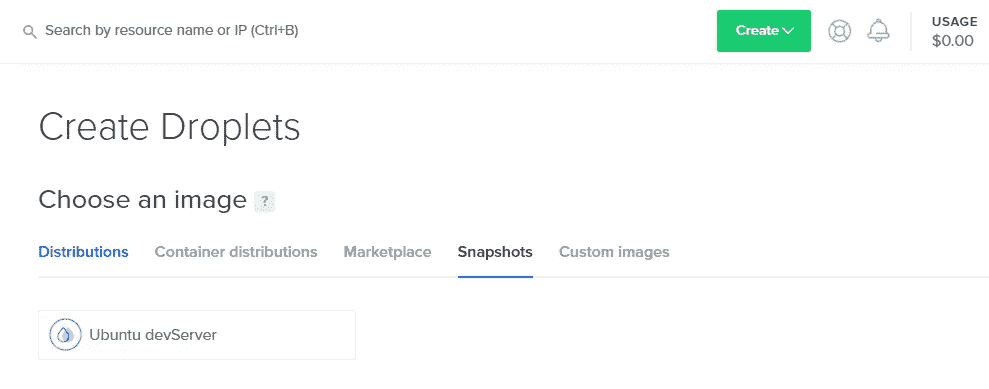 Search by resource name or IP (Ctrl+B)
Create
USAGE
$0.00
Create Droplets
Choose an image ?
Distributions Container distributions Marketplace Snapshots Custom images
Ubuntu devServer